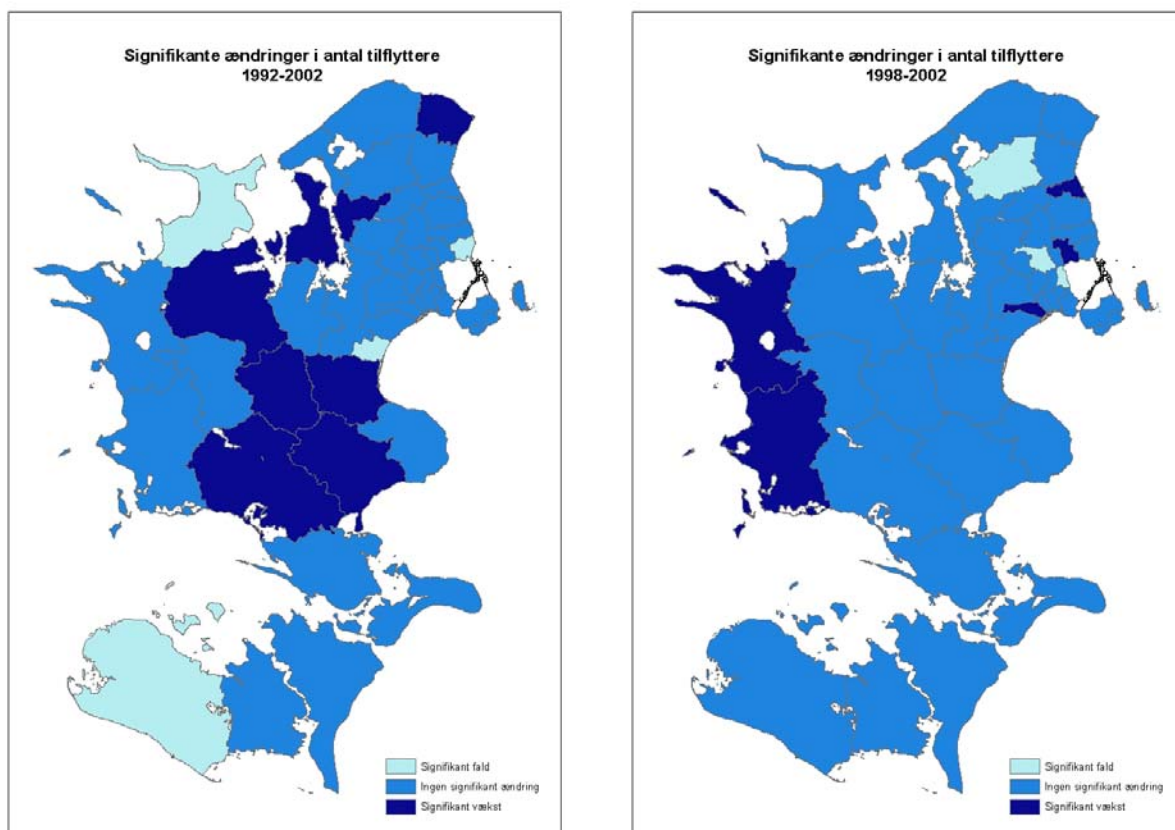 Signifikante ændringer i antal tilflyttere
1992-2002
Signifikant fald
Ingen signifikant ændring
Signifikant vækst
Signifikante ændringer i antal tilflyttere
1998-2002
Signifikant fald
Ingen signifikant ændring
Signifikant vækst